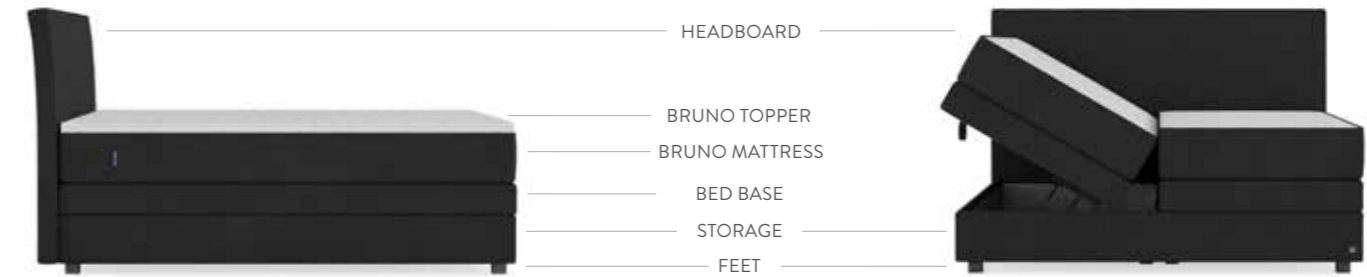 HEADBOARD
BRUNO TOPPER
BRUNO MATTRESS
BED BASE
STORAGE
FEET